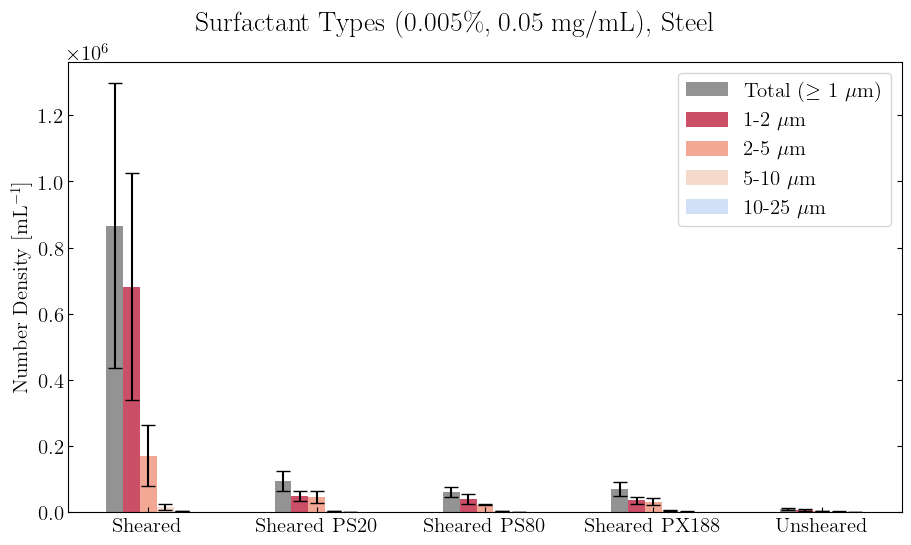 Surfactant Types (0.005%, 0.05 mg/mL), Steel
×10⁶
Number Density [mL⁻¹]
1.2
1.0
0.8
0.6
0.4
0.2
0.0
Total (≥ 1 μm)
1-2 μm
2-5 μm
5-10 μm
10-25 μm
Sheared Sheared PS20 Sheared PS80 Sheared PX188 Unsheared